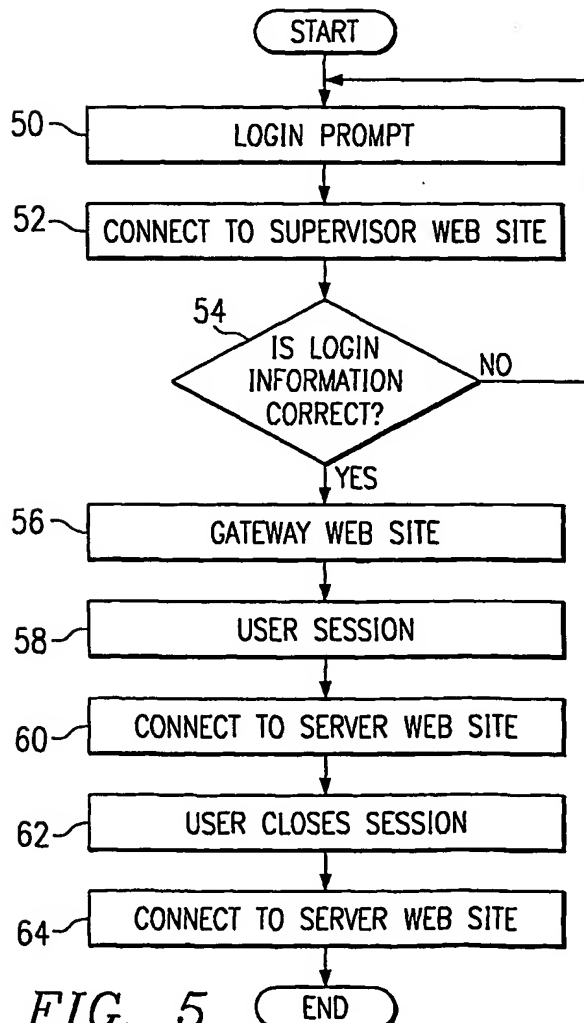 START
50
LOGIN PROMPT
52
CONNECT TO SUPERVISOR WEB SITE
54
IS LOGIN
INFORMATION
CORRECT?
NO
YES
56
GATEWAY WEB SITE
58
USER SESSION
60
CONNECT TO SERVER WEB SITE
62
USER CLOSES SESSION
64
CONNECT TO SERVER WEB SITE
FIG. 5
END